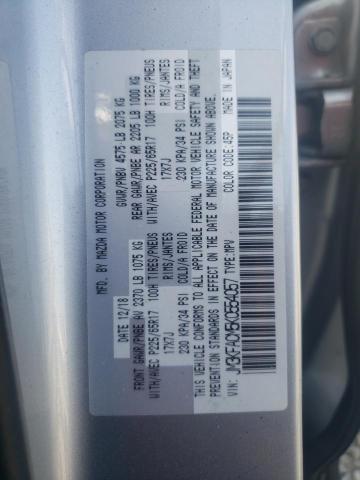 MFD. BY MAZDA MOTOR CORPORATION
DATE 12/18 GVWR/PNBV 4575 LB 2075 KG
FRONT GAWR/PNBE AV 2370 LB 1075 KG REAR GAWR/PNBE AR 2205 LB 1000 KG
WITH/AVEC P225/65R17 100H TIRES/PNEUS WITH/AVEC P225/65R17 100H TIRES/PNEUS
17X7J RIMS/JANTES 17X7J RIMS/JANTES
230 KPA/34 PSI COLD/A FROID 230 KPA/34 PSI COLD/A FROID
THIS VEHICLE CONFORMS TO ALL APPLICABLE FEDERAL MOTOR VEHICLE SAFETY AND THEFT
PREVENTION STANDARDS IN EFFECT ON THE DATE OF MANUFACTURE SHOWN ABOVE.
VIN: TYPE: MPV COLOR CODE: 45P MADE IN JAPAN